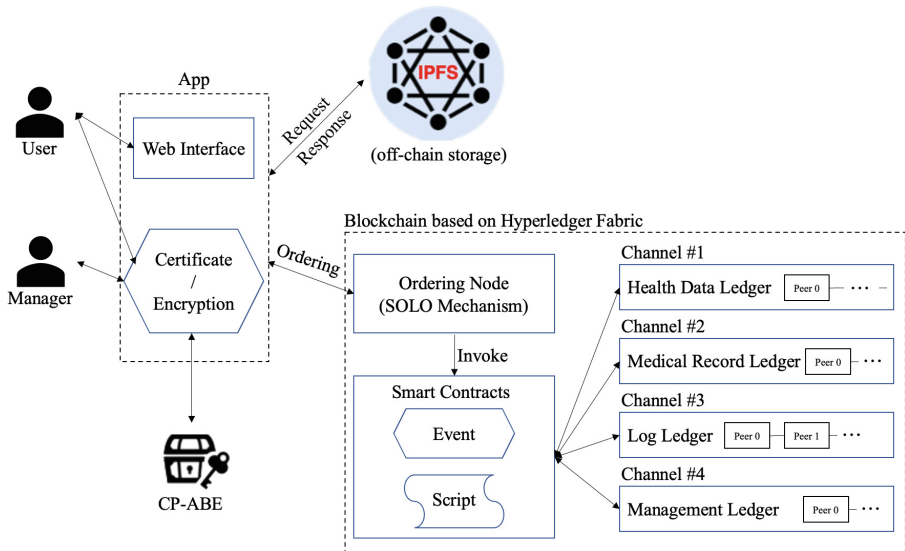 App
IPFS
User
Web Interface
Request
Response
(off-chain storage)
Manager
Certificate
/
Encryption
Ordering
Blockchain based on Hyperledger Fabric
Ordering Node
(SOLO Mechanism)
Invoke
Smart Contracts
Event
Script
Channel #1
Health Data Ledger Peer 0 ...
Channel #2
Medical Record Ledger Peer 0 ...
Channel #3
Log Ledger Peer 0 Peer 1 ...
Channel #4
Management Ledger Peer 0 ...
CP-ABE